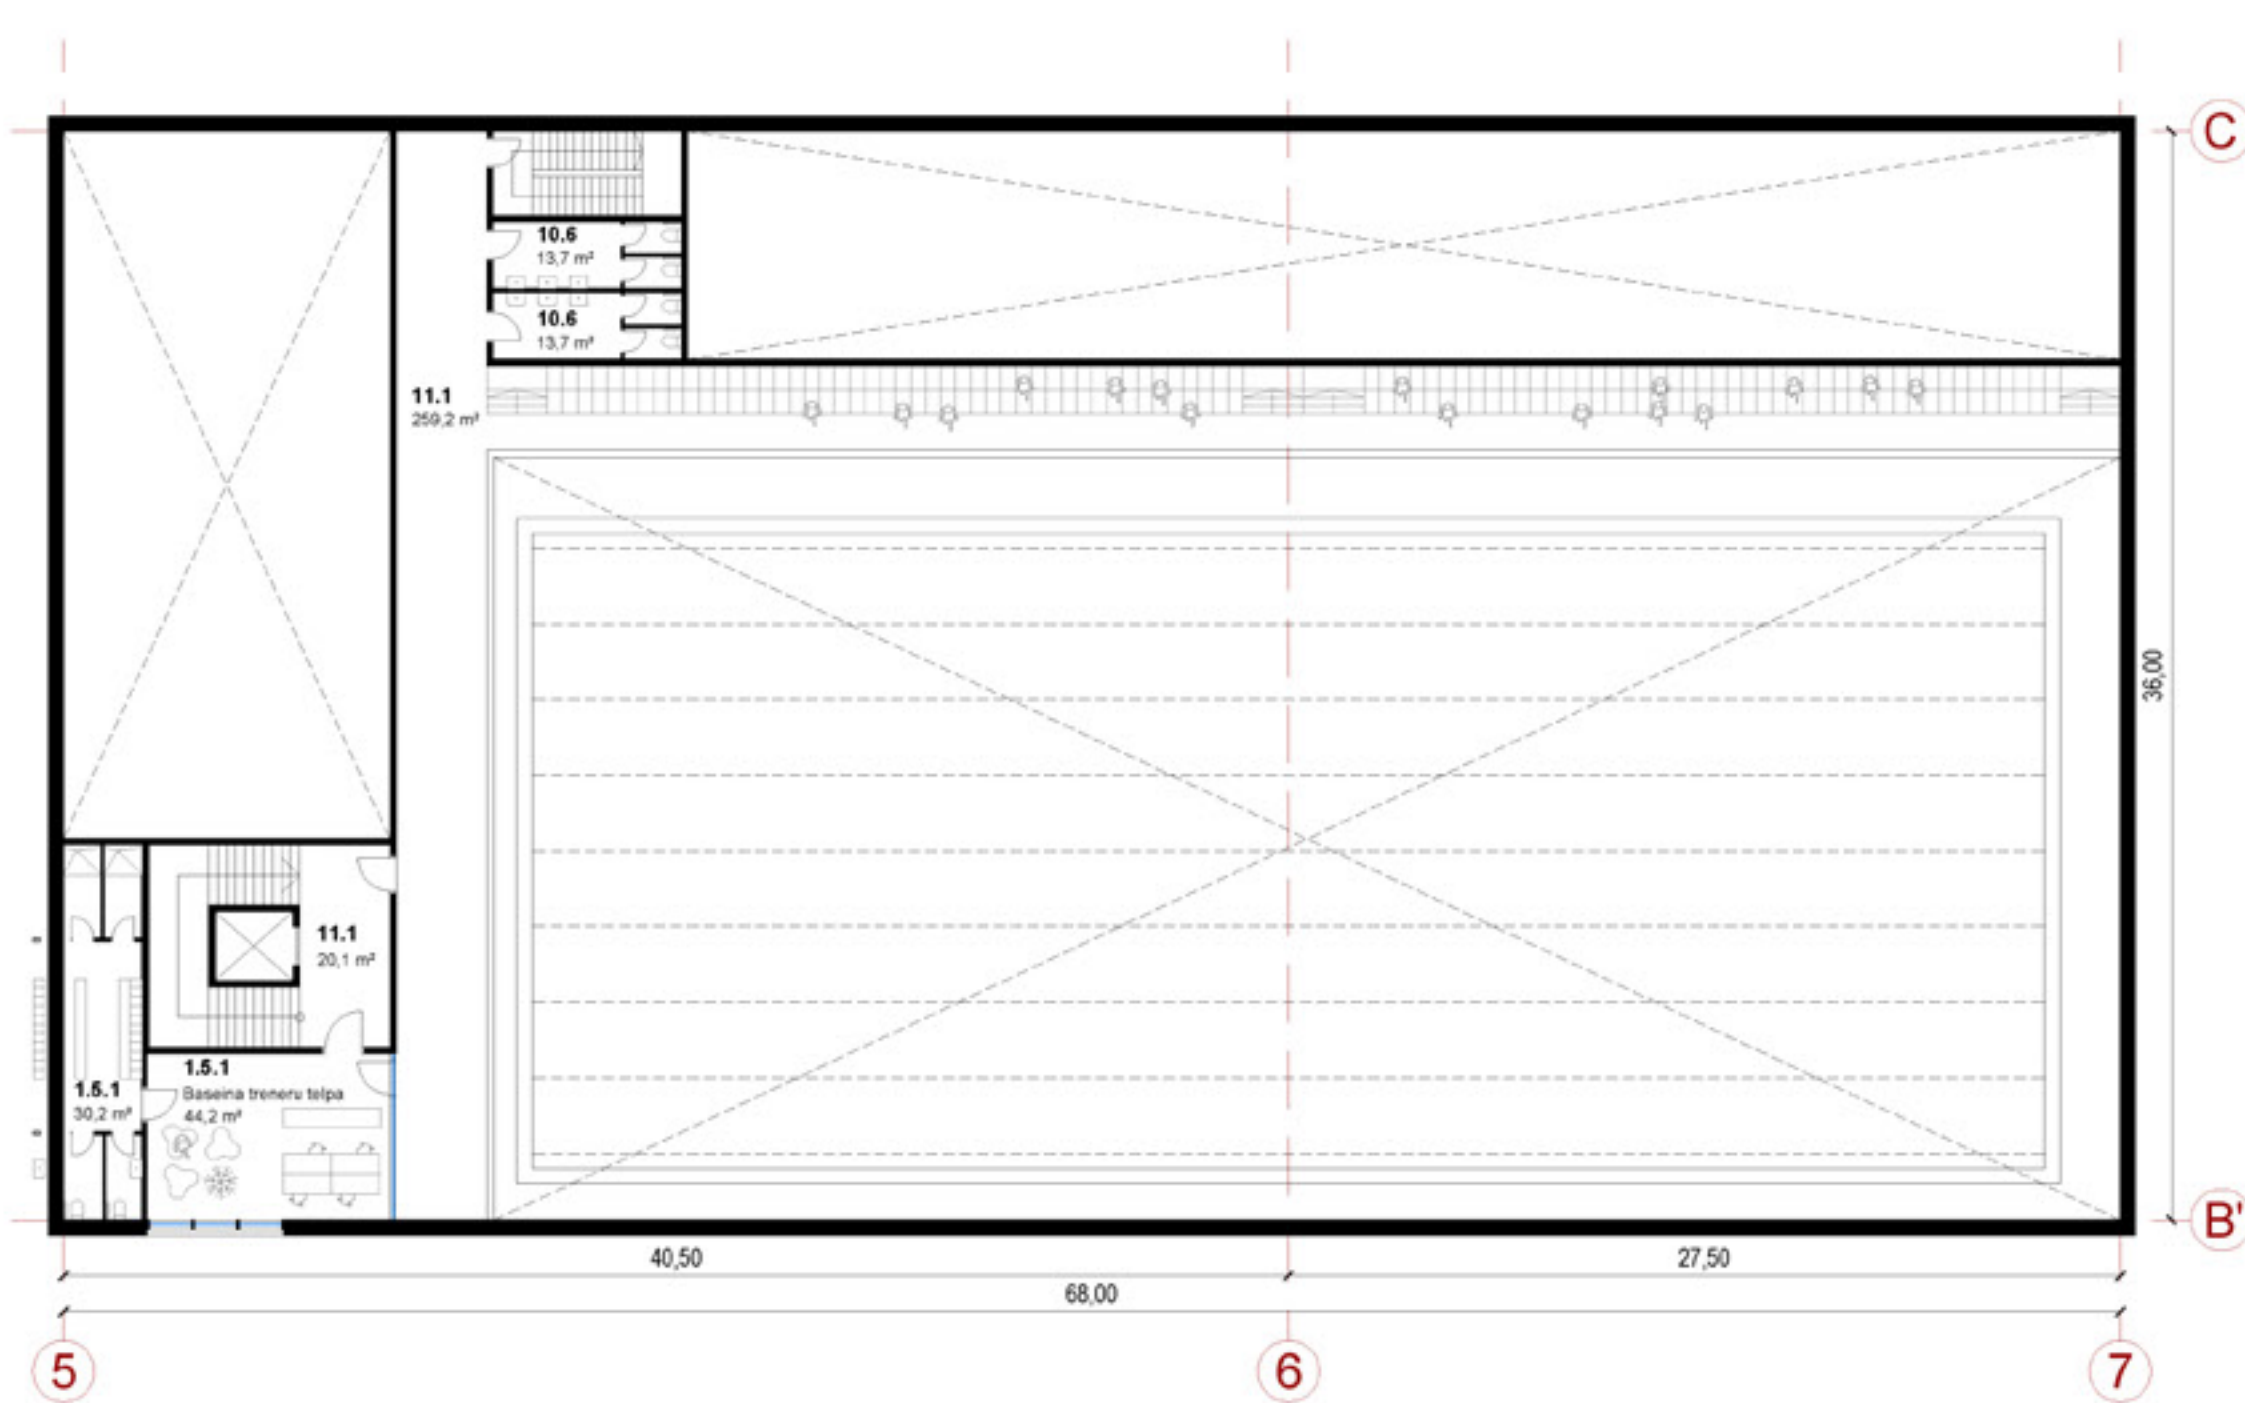 C
10.6
13,7 m²
10.6
13,7 m²
11.1
259,2 m²
36,00
11.1
20,1 m²
1.5.1
Baseina treneru telpa
44,2 m²
1.5.1
30,2 m²
B'
40,50
27,50
68,00
5
6
7